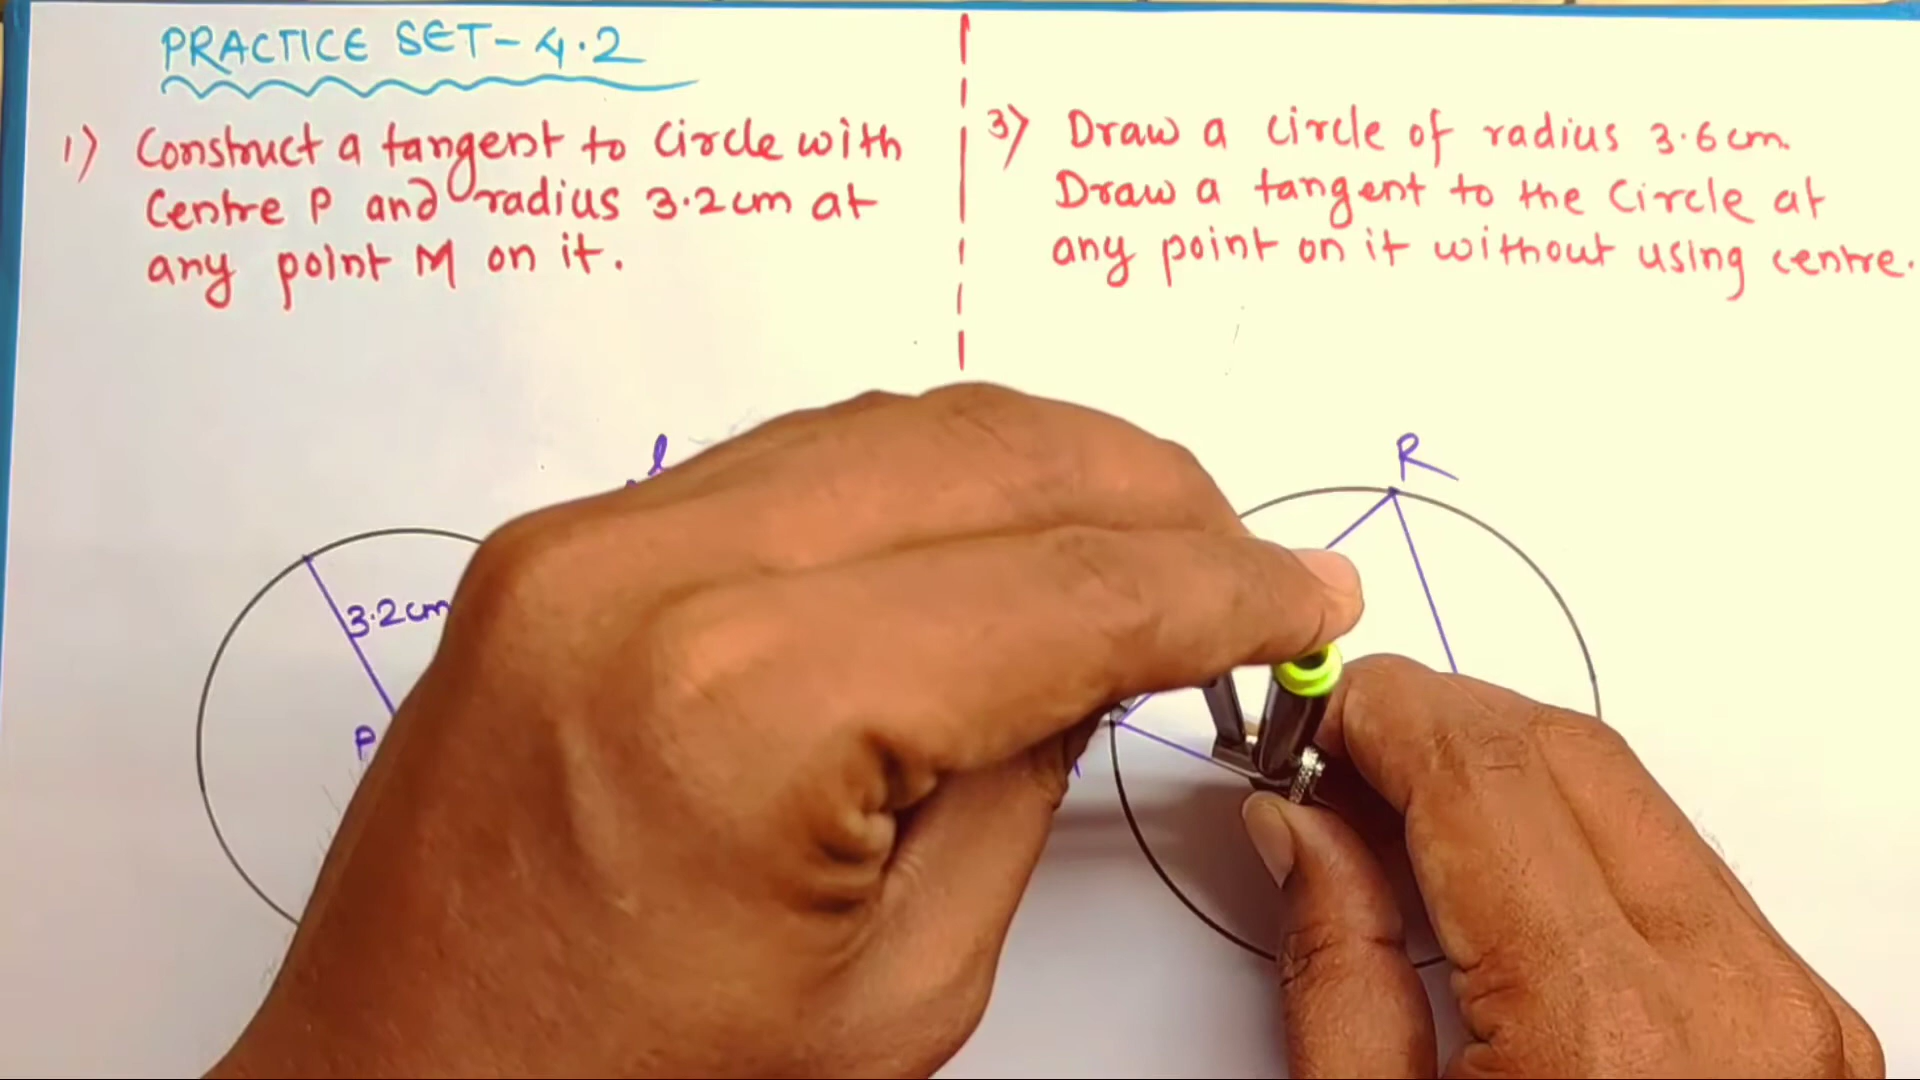 PRACTICE SET-4.2
1) Construct a tangent to Circle with
Centre P and radius 3.2cm at
any point M on it.
3) Draw a circle of radius 3.6cm.
Draw a tangent to the Circle at
any point on it without using centre.
l
3.2cm
P
R